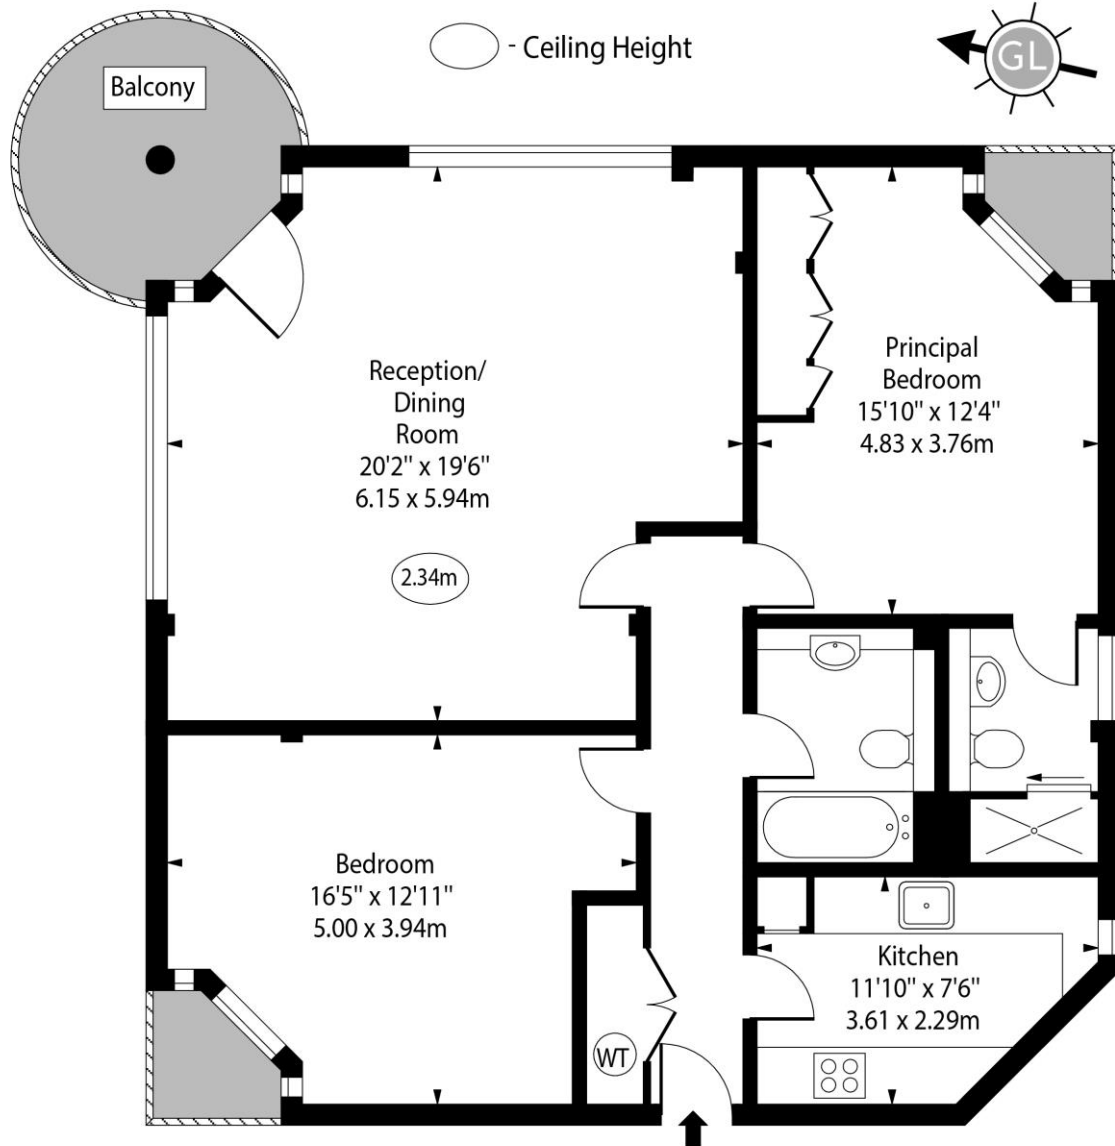 Balcony
- Ceiling Height
GL
Reception/
Dining
Room
20'2" x 19'6"
6.15 x 5.94m
2.34m
Principal
Bedroom
15'10" x 12'4"
4.83 x 3.76m
Bedroom
16'5" x 12'11"
5.00 x 3.94m
WT
Kitchen
11'10" x 7'6"
3.61 x 2.29m